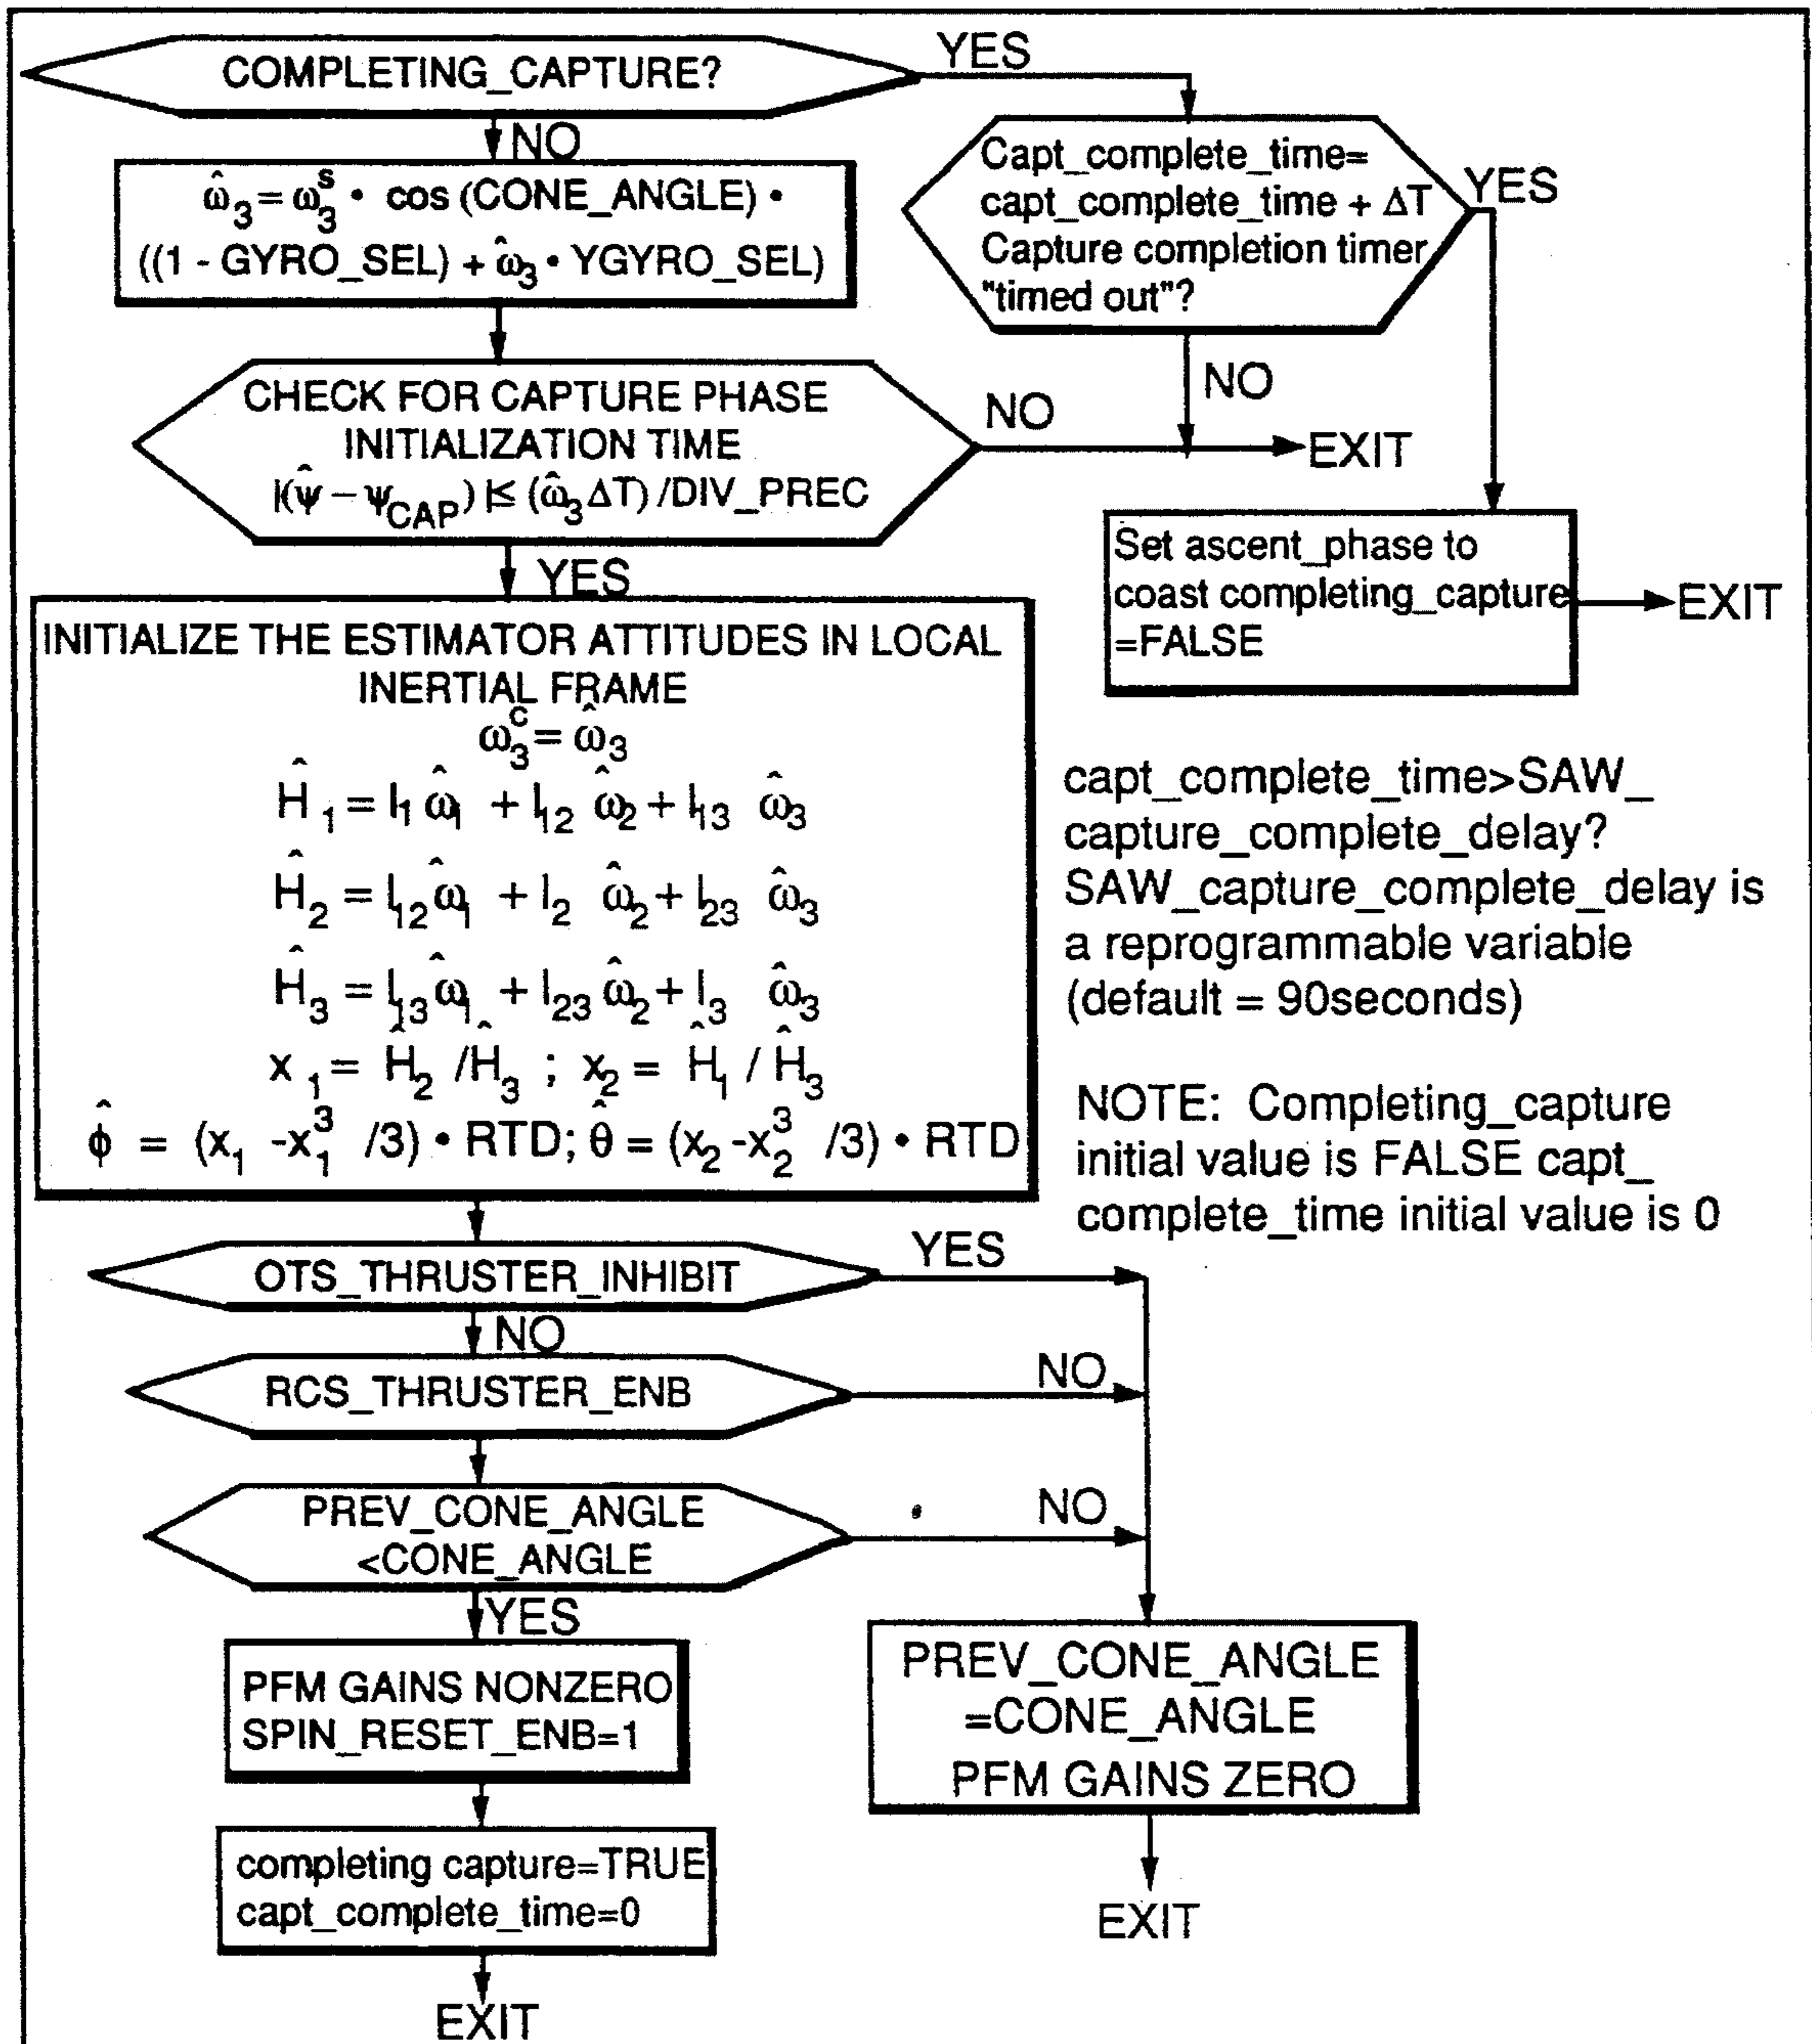 COMPLETING_CAPTURE?
YES
NO
ω̂₃ = ω₃ˢ • cos (CONE_ANGLE) •
((1 - GYRO_SEL) + ω̂₃ • YGYRO_SEL)
Capt_complete_time=
capt_complete_time + ΔT
Capture completion timer
"timed out"?
YES
NO
CHECK FOR CAPTURE PHASE
INITIALIZATION TIME
|(ψ̂ – ψ_CAP) |≤ (ω̂₃ ΔT) /DIV_PREC
NO
EXIT
YES
Set ascent_phase to
coast completing_capture
=FALSE
EXIT
INITIALIZE THE ESTIMATOR ATTITUDES IN LOCAL
INERTIAL FRAME
ω₃ᶜ = ω̂₃
Ĥ₁ = I₁ ω̂₁ + I₁₂ ω̂₂ + I₁₃ ω̂₃
Ĥ₂ = I₁₂ ω̂₁ + I₂ ω̂₂ + I₂₃ ω̂₃
Ĥ₃ = I₁₃ ω̂₁ + I₂₃ ω̂₂ + I₃ ω̂₃
x₁ = Ĥ₂ /Ĥ₃ ; x₂ = Ĥ₁ / Ĥ₃
φ̂ = (x₁ -x₁³ /3) • RTD; θ̂ = (x₂ -x₂³ /3) • RTD
capt_complete_time>SAW_
capture_complete_delay?
SAW_capture_complete_delay is
a reprogrammable variable
(default = 90seconds)
NOTE: Completing_capture
initial value is FALSE capt_
complete_time initial value is 0
OTS_THRUSTER_INHIBIT
YES
NO
RCS_THRUSTER_ENB
NO
PREV_CONE_ANGLE
<CONE_ANGLE
NO
YES
PFM GAINS NONZERO
SPIN_RESET_ENB=1
PREV_CONE_ANGLE
=CONE_ANGLE
PFM GAINS ZERO
completing capture=TRUE
capt_complete_time=0
EXIT
EXIT